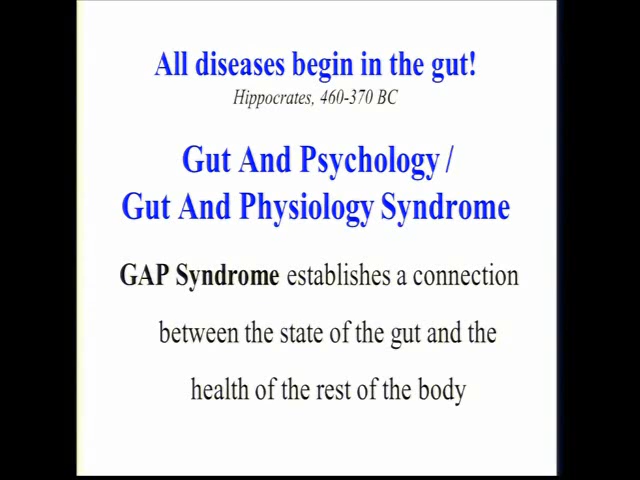 All diseases begin in the gut!
Hippocrates, 460-370 BC
Gut And Psychology /
Gut And Physiology Syndrome
GAP Syndrome establishes a connection
between the state of the gut and the
health of the rest of the body